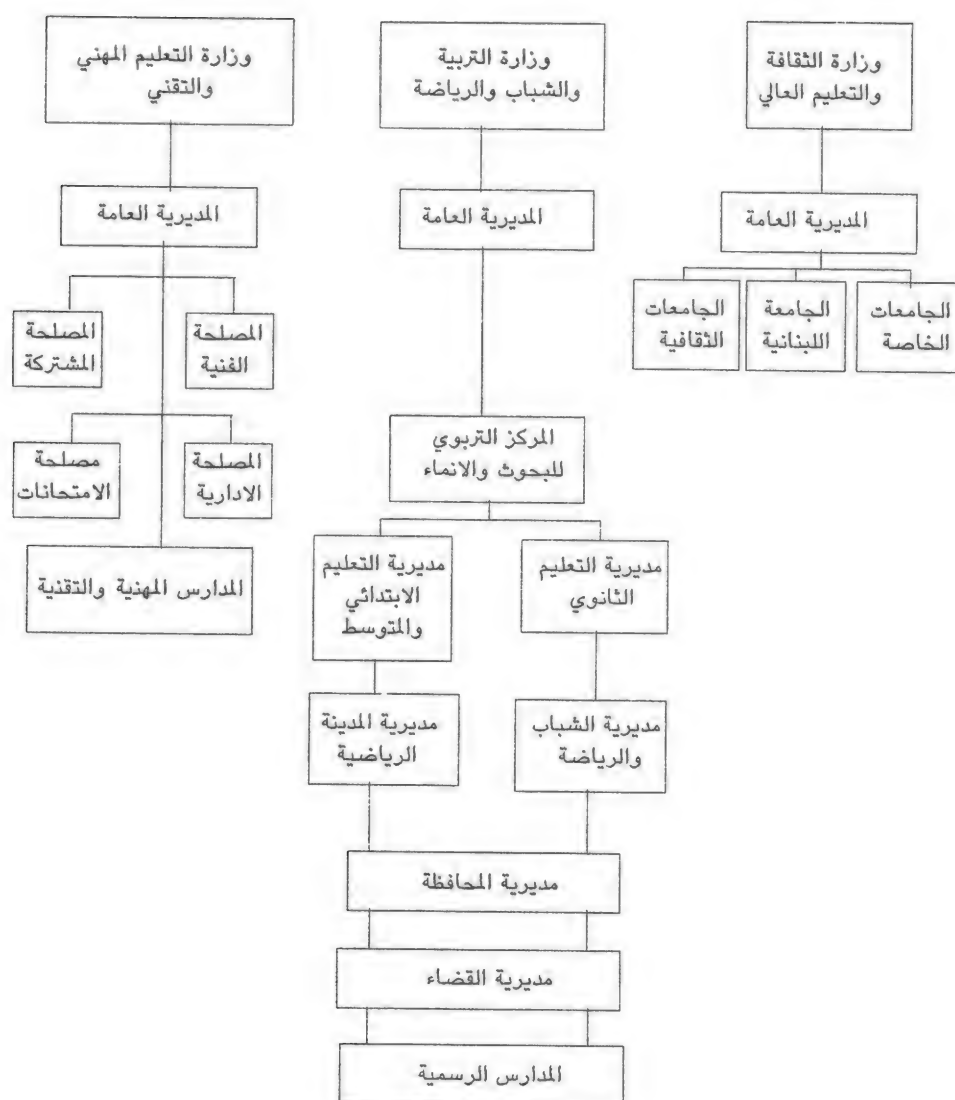 وزارة الثقافة
والتعليم العالي
وزارة التربية
والشباب والرياضة
وزارة التعليم المهني
والتقني
المديرية العامة
المديرية العامة
المديرية العامة
الجامعات
الخاصة
الجامعة
اللبنانية
الجامعات
الثقافية
المصلحة
الفنية
المصلحة
المشتركة
المركز التربوي
للبحوث والانماء
المصلحة
الادارية
مصلحة
الامتحانات
مديرية التعليم
الثانوي
مديرية التعليم
الابتدائي
والمتوسط
المدارس المهنية والتقنية
مديرية الشباب
والرياضة
مديرية المدينة
الرياضية
مديرية المحافظة
مديرية القضاء
المدارس الرسمية